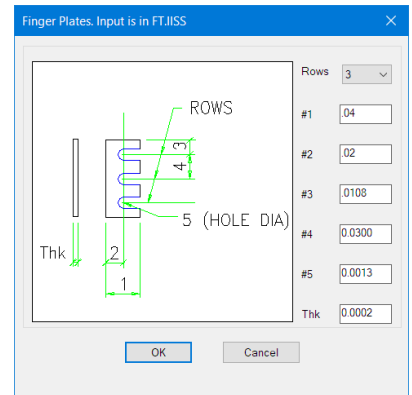 Finger Plates. Input is in FT.IISS
Rows 3
#1 .04
#2 .02
#3 .0108
#4 0.0300
#5 0.0013
Thk 0.0002
ROWS
3
4
5 (HOLE DIA)
Thk
2
1
OK Cancel